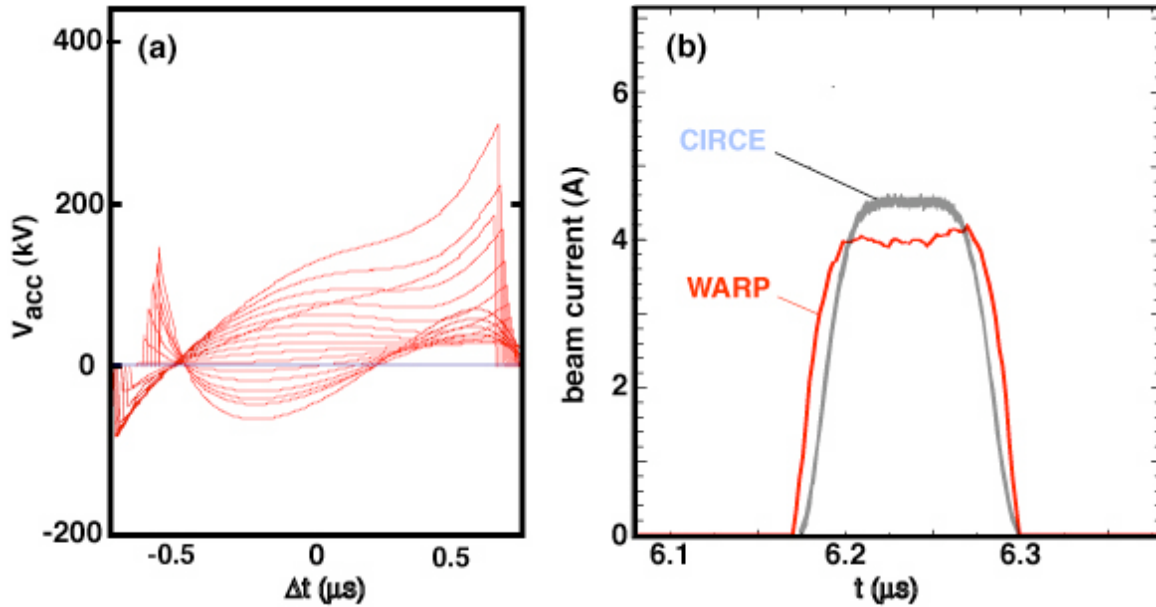 (a)
400
200
0
-200
V_acc (kV)
-0.5
0
0.5
Δt (μs)
(b)
6
4
2
0
beam current (A)
CIRCE
WARP
6.1
6.2
6.3
t (μs)